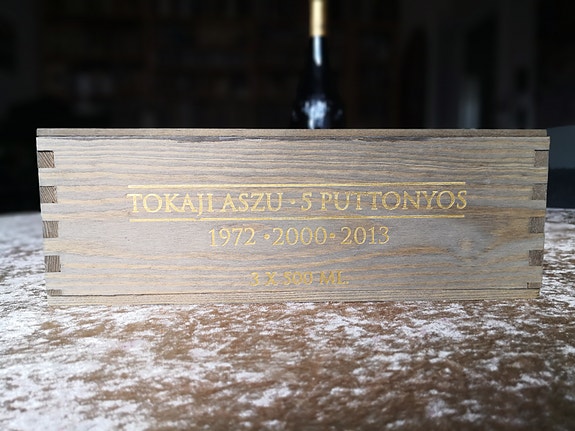 TOKAJI ASZU · 5 PUTTONYOS
1972 • 2000 • 2013
3 X 500 ML